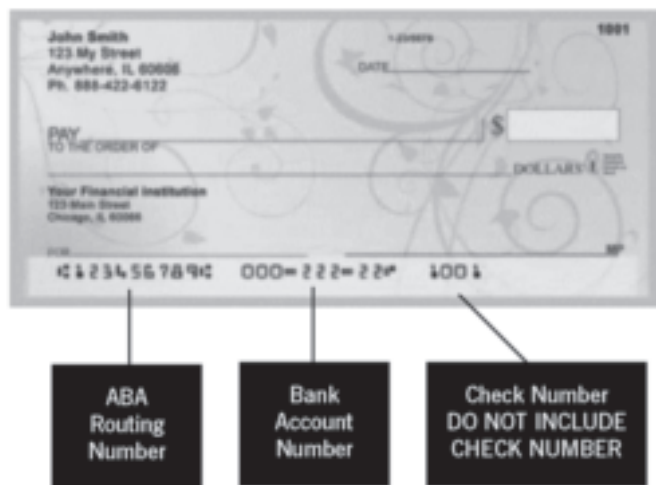 John Smith
1001
123 My Street
Anywhere, IL 60606
Ph. 888-422-6122
DATE
PAY
TO THE ORDER OF
$
DOLLARS
Your Financial Institution
123 Main Street
Chicago, IL 60066
FOR
MP
⑆123456789⑆ 000⑉222⑉22⑈ 1001
ABA
Routing
Number
Bank
Account
Number
Check Number
DO NOT INCLUDE
CHECK NUMBER